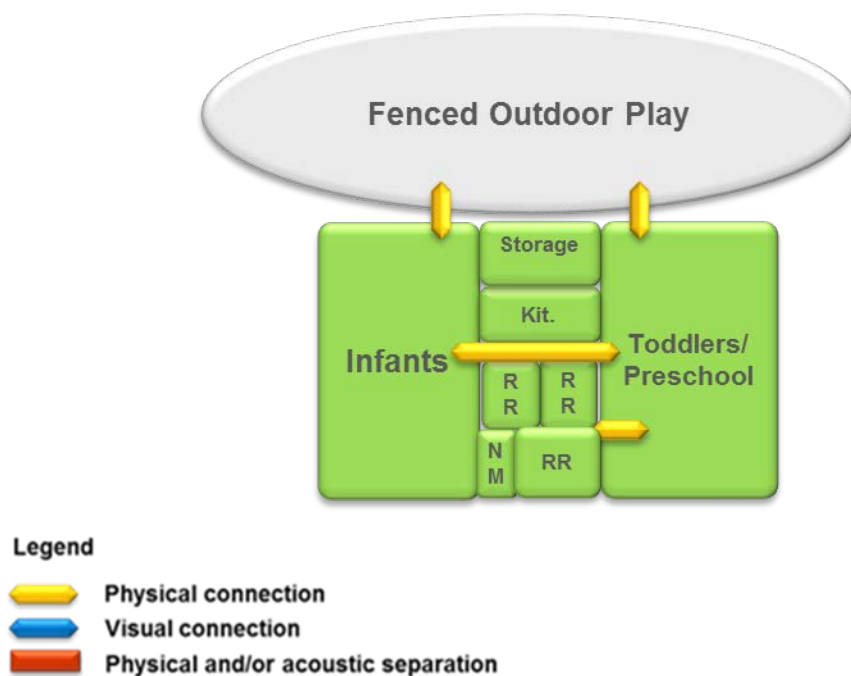 Fenced Outdoor Play
Storage
Kit.
Infants
Toddlers/
Preschool
R
R
R
R
N
M
RR
Legend
Physical connection
Visual connection
Physical and/or acoustic separation